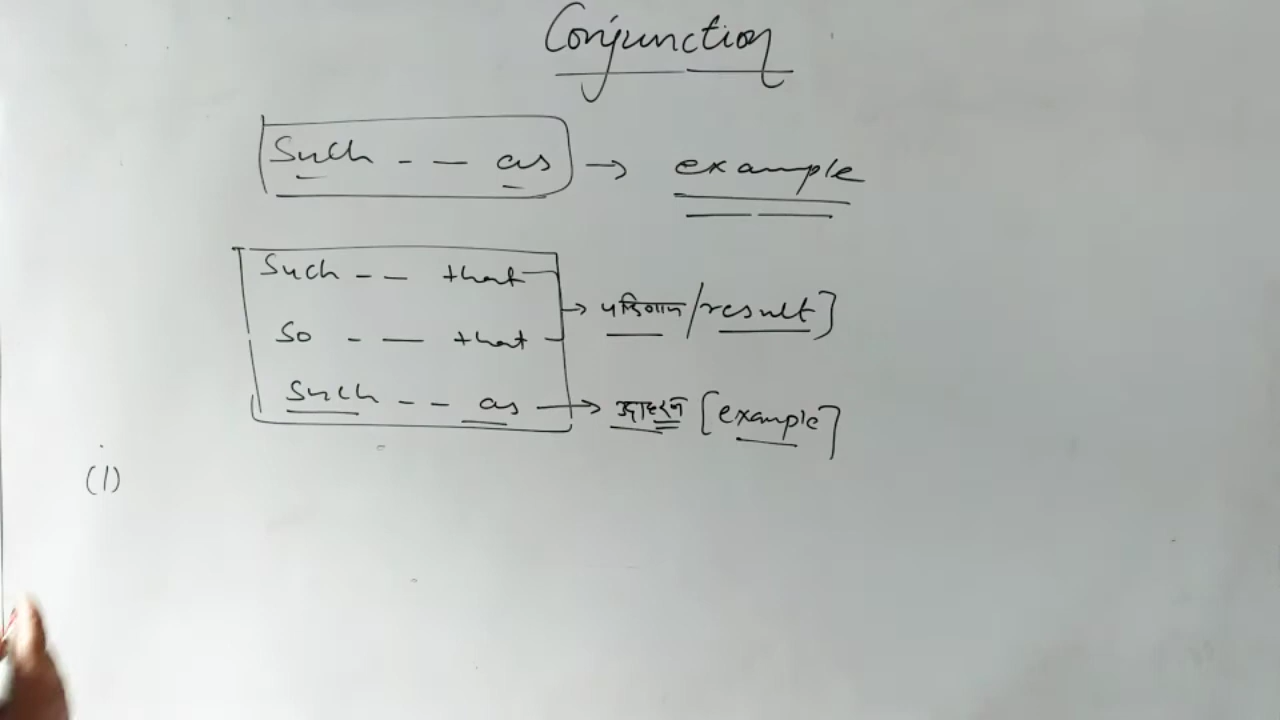 Conjunction
Such - - as → example
Such - - that
→ परिणाम/result]
So - - that
Such - - as → उदाहरण [example]
(1)